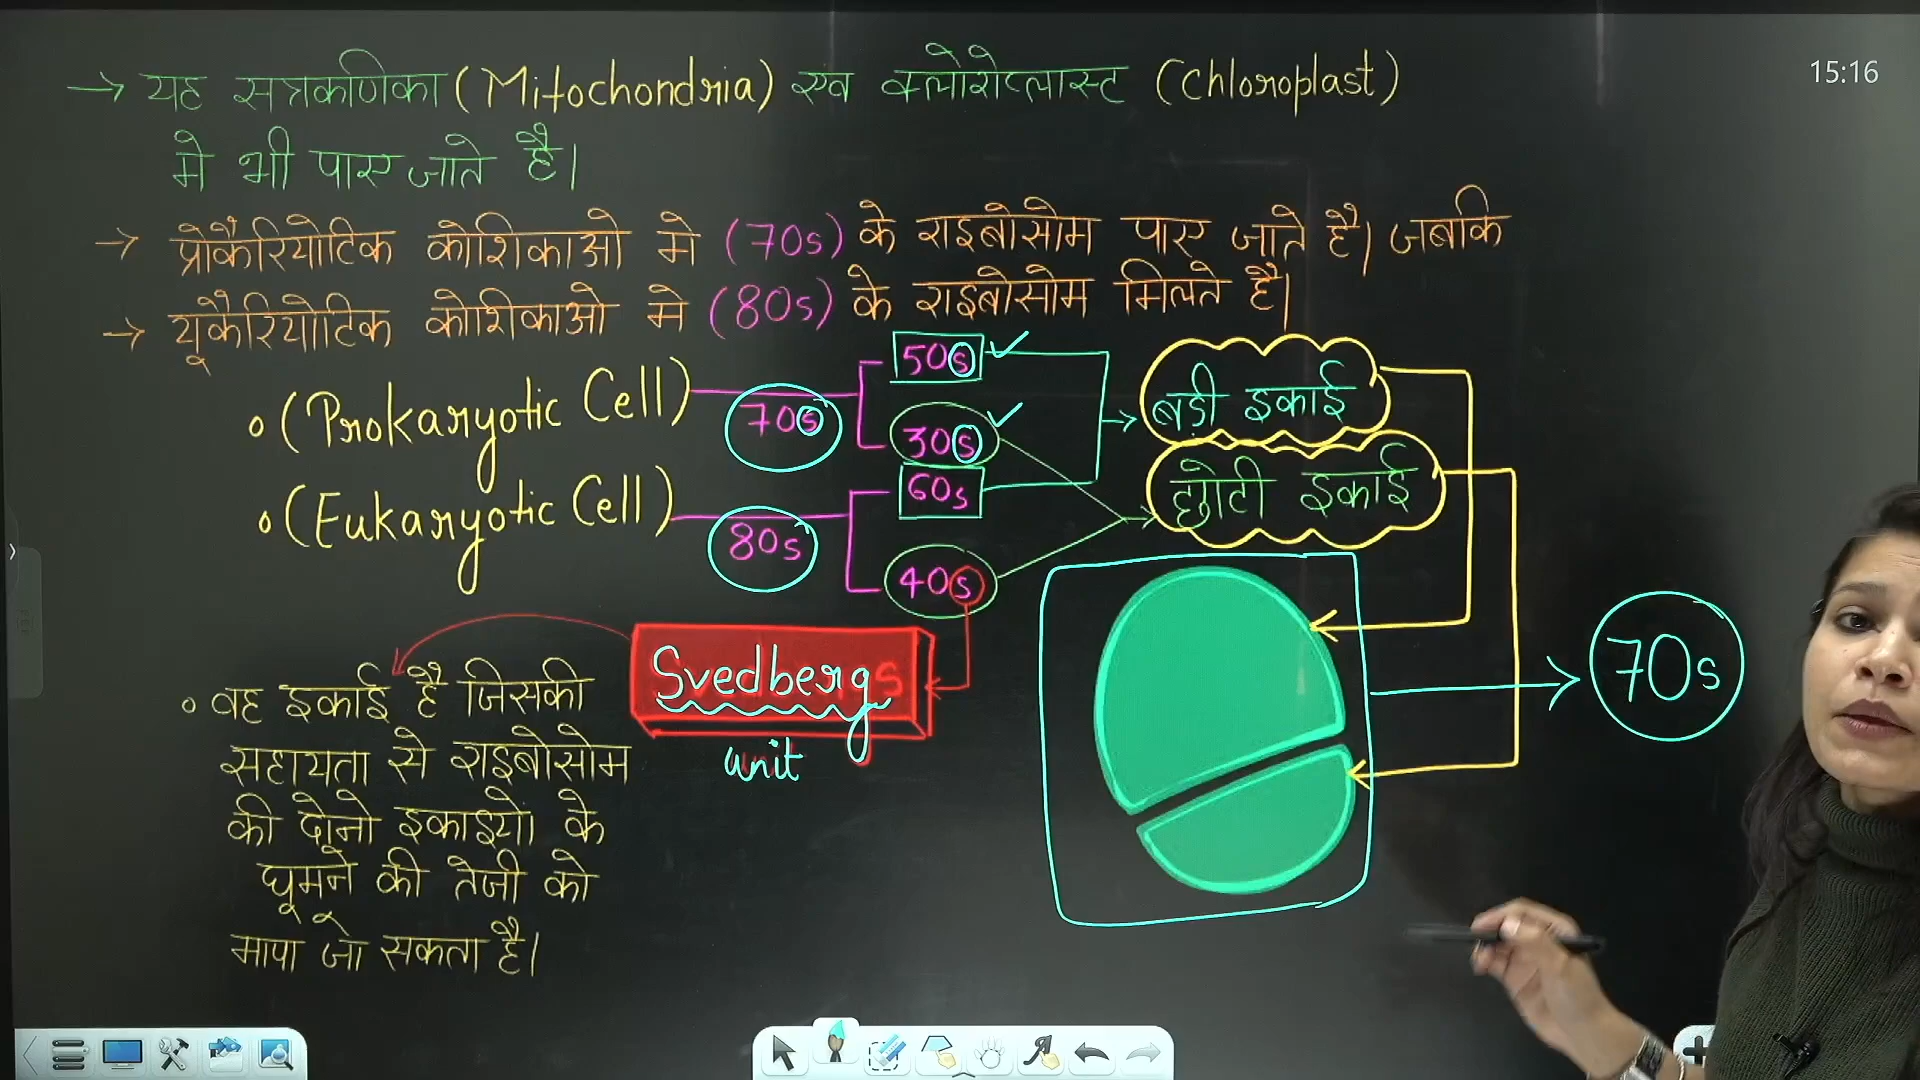 → यह सत्रकणिका (Mitochondria) एव क्लोरोप्लास्ट (Chloroplast)
मे भी पाए जाते है।
→ प्रोकैरियोटिक कोशिकाओ मे (70s) के राइबोसोम पाए जाते है। जबकि
→ यूकैरियोटिक कोशिकाओ मे (80s) के राइबोसोम मिलते है।
(Prokaryotic Cell) 70s 50s ✓ 30s ✓ बड़ी इकाई
(Eukaryotic Cell) 80s 60s 40s छोटी इकाई
Svedberg
unit
वह इकाई है जिसकी
सहायता से राइबोसोम
की दोनो इकाइयो के
घूमने की तेजी को
मापा जा सकता है।
70s
15:16